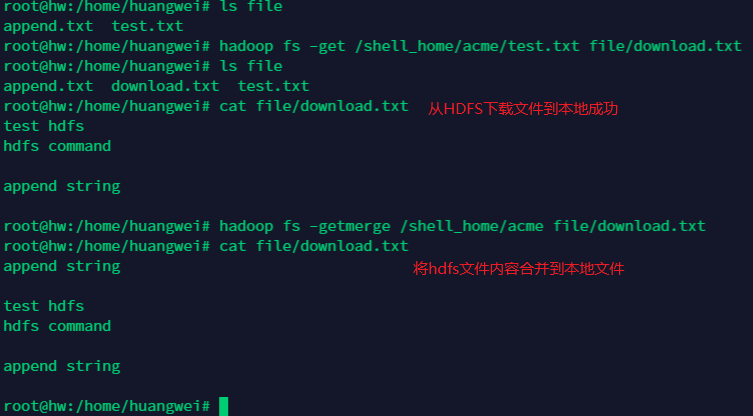 root@hw:/home/huangwei# ls file
append.txt  test.txt
root@hw:/home/huangwei# hadoop fs -get /shell_home/acme/test.txt file/download.txt
root@hw:/home/huangwei# ls file
append.txt  download.txt  test.txt
root@hw:/home/huangwei# cat file/download.txt 从HDFS下载文件到本地成功
test hdfs
hdfs command
append string
root@hw:/home/huangwei# hadoop fs -getmerge /shell_home/acme file/download.txt
root@hw:/home/huangwei# cat file/download.txt
append string 将hdfs文件内容合并到本地文件
test hdfs
hdfs command
append string
root@hw:/home/huangwei#